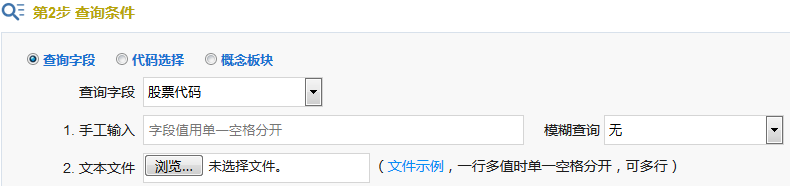 第2步 查询条件
查询字段 代码选择 概念板块
查询字段 股票代码
1. 手工输入 字段值用单一空格分开 模糊查询 无
2. 文本文件 浏览... 未选择文件。 ( 文件示例，一行多值时单一空格分开，可多行 )